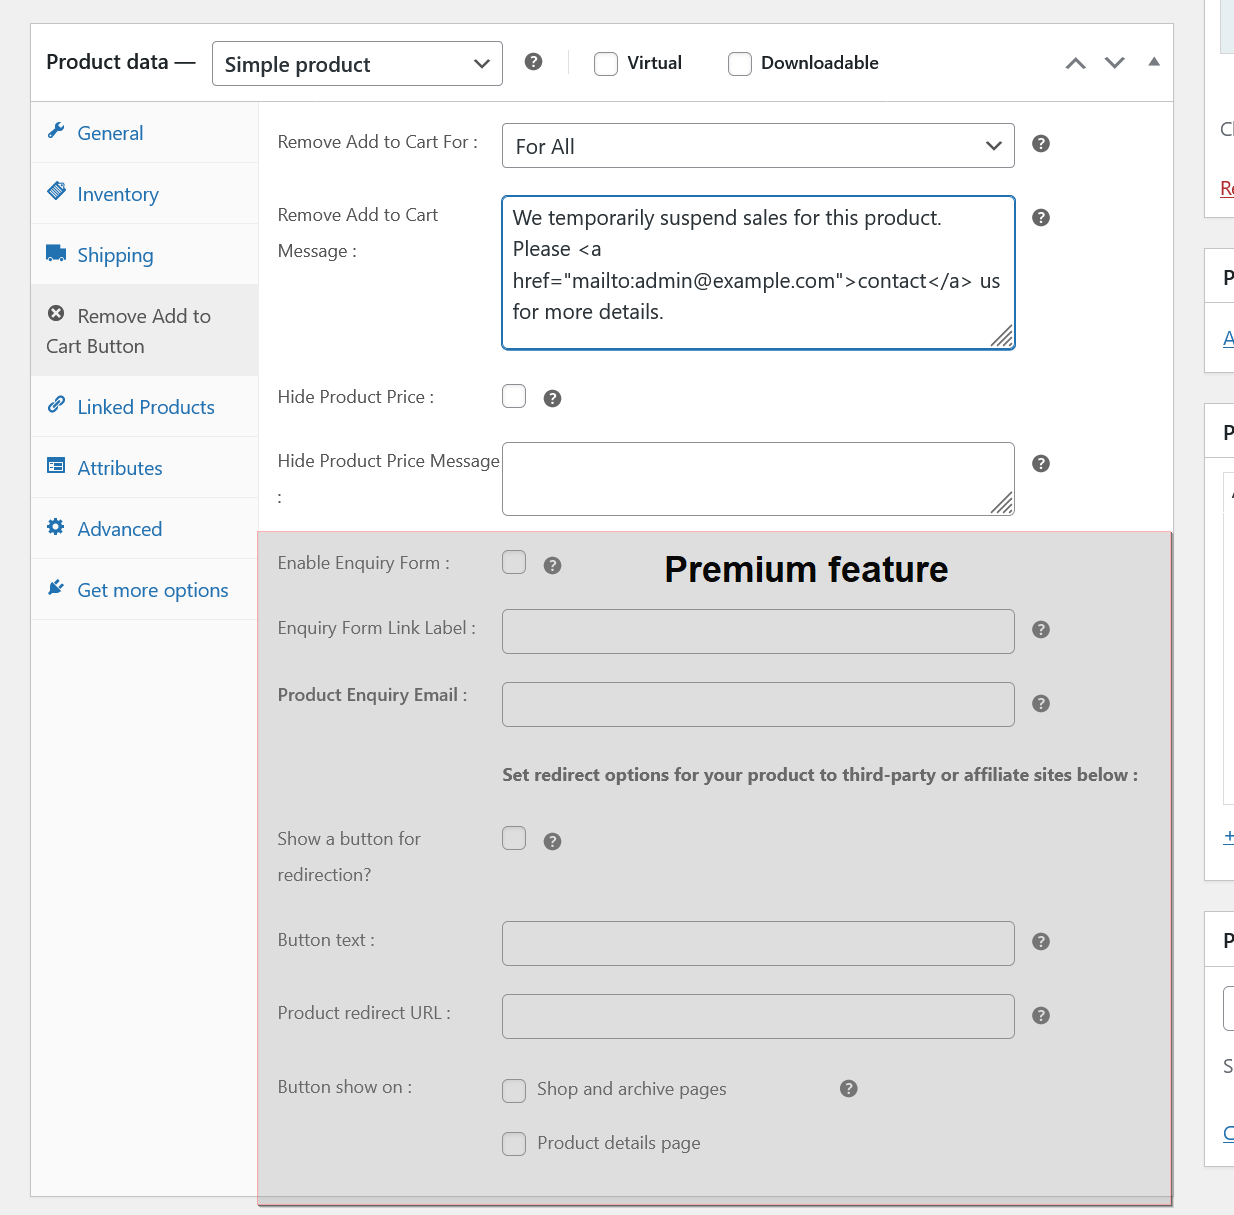 Product data —
Simple product
Virtual
Downloadable
General
Inventory
Shipping
Remove Add to
Cart Button
Linked Products
Attributes
Advanced
Get more options
Remove Add to Cart For :
For All
Remove Add to Cart
Message :
We temporarily suspend sales for this product.
Please <a
href="mailto:admin@example.com">contact</a> us
for more details.
Hide Product Price :
Hide Product Price Message
:
Enable Enquiry Form :
Premium feature
Enquiry Form Link Label :
Product Enquiry Email :
Set redirect options for your product to third-party or affiliate sites below :
Show a button for
redirection?
Button text :
Product redirect URL :
Button show on :
Shop and archive pages
Product details page